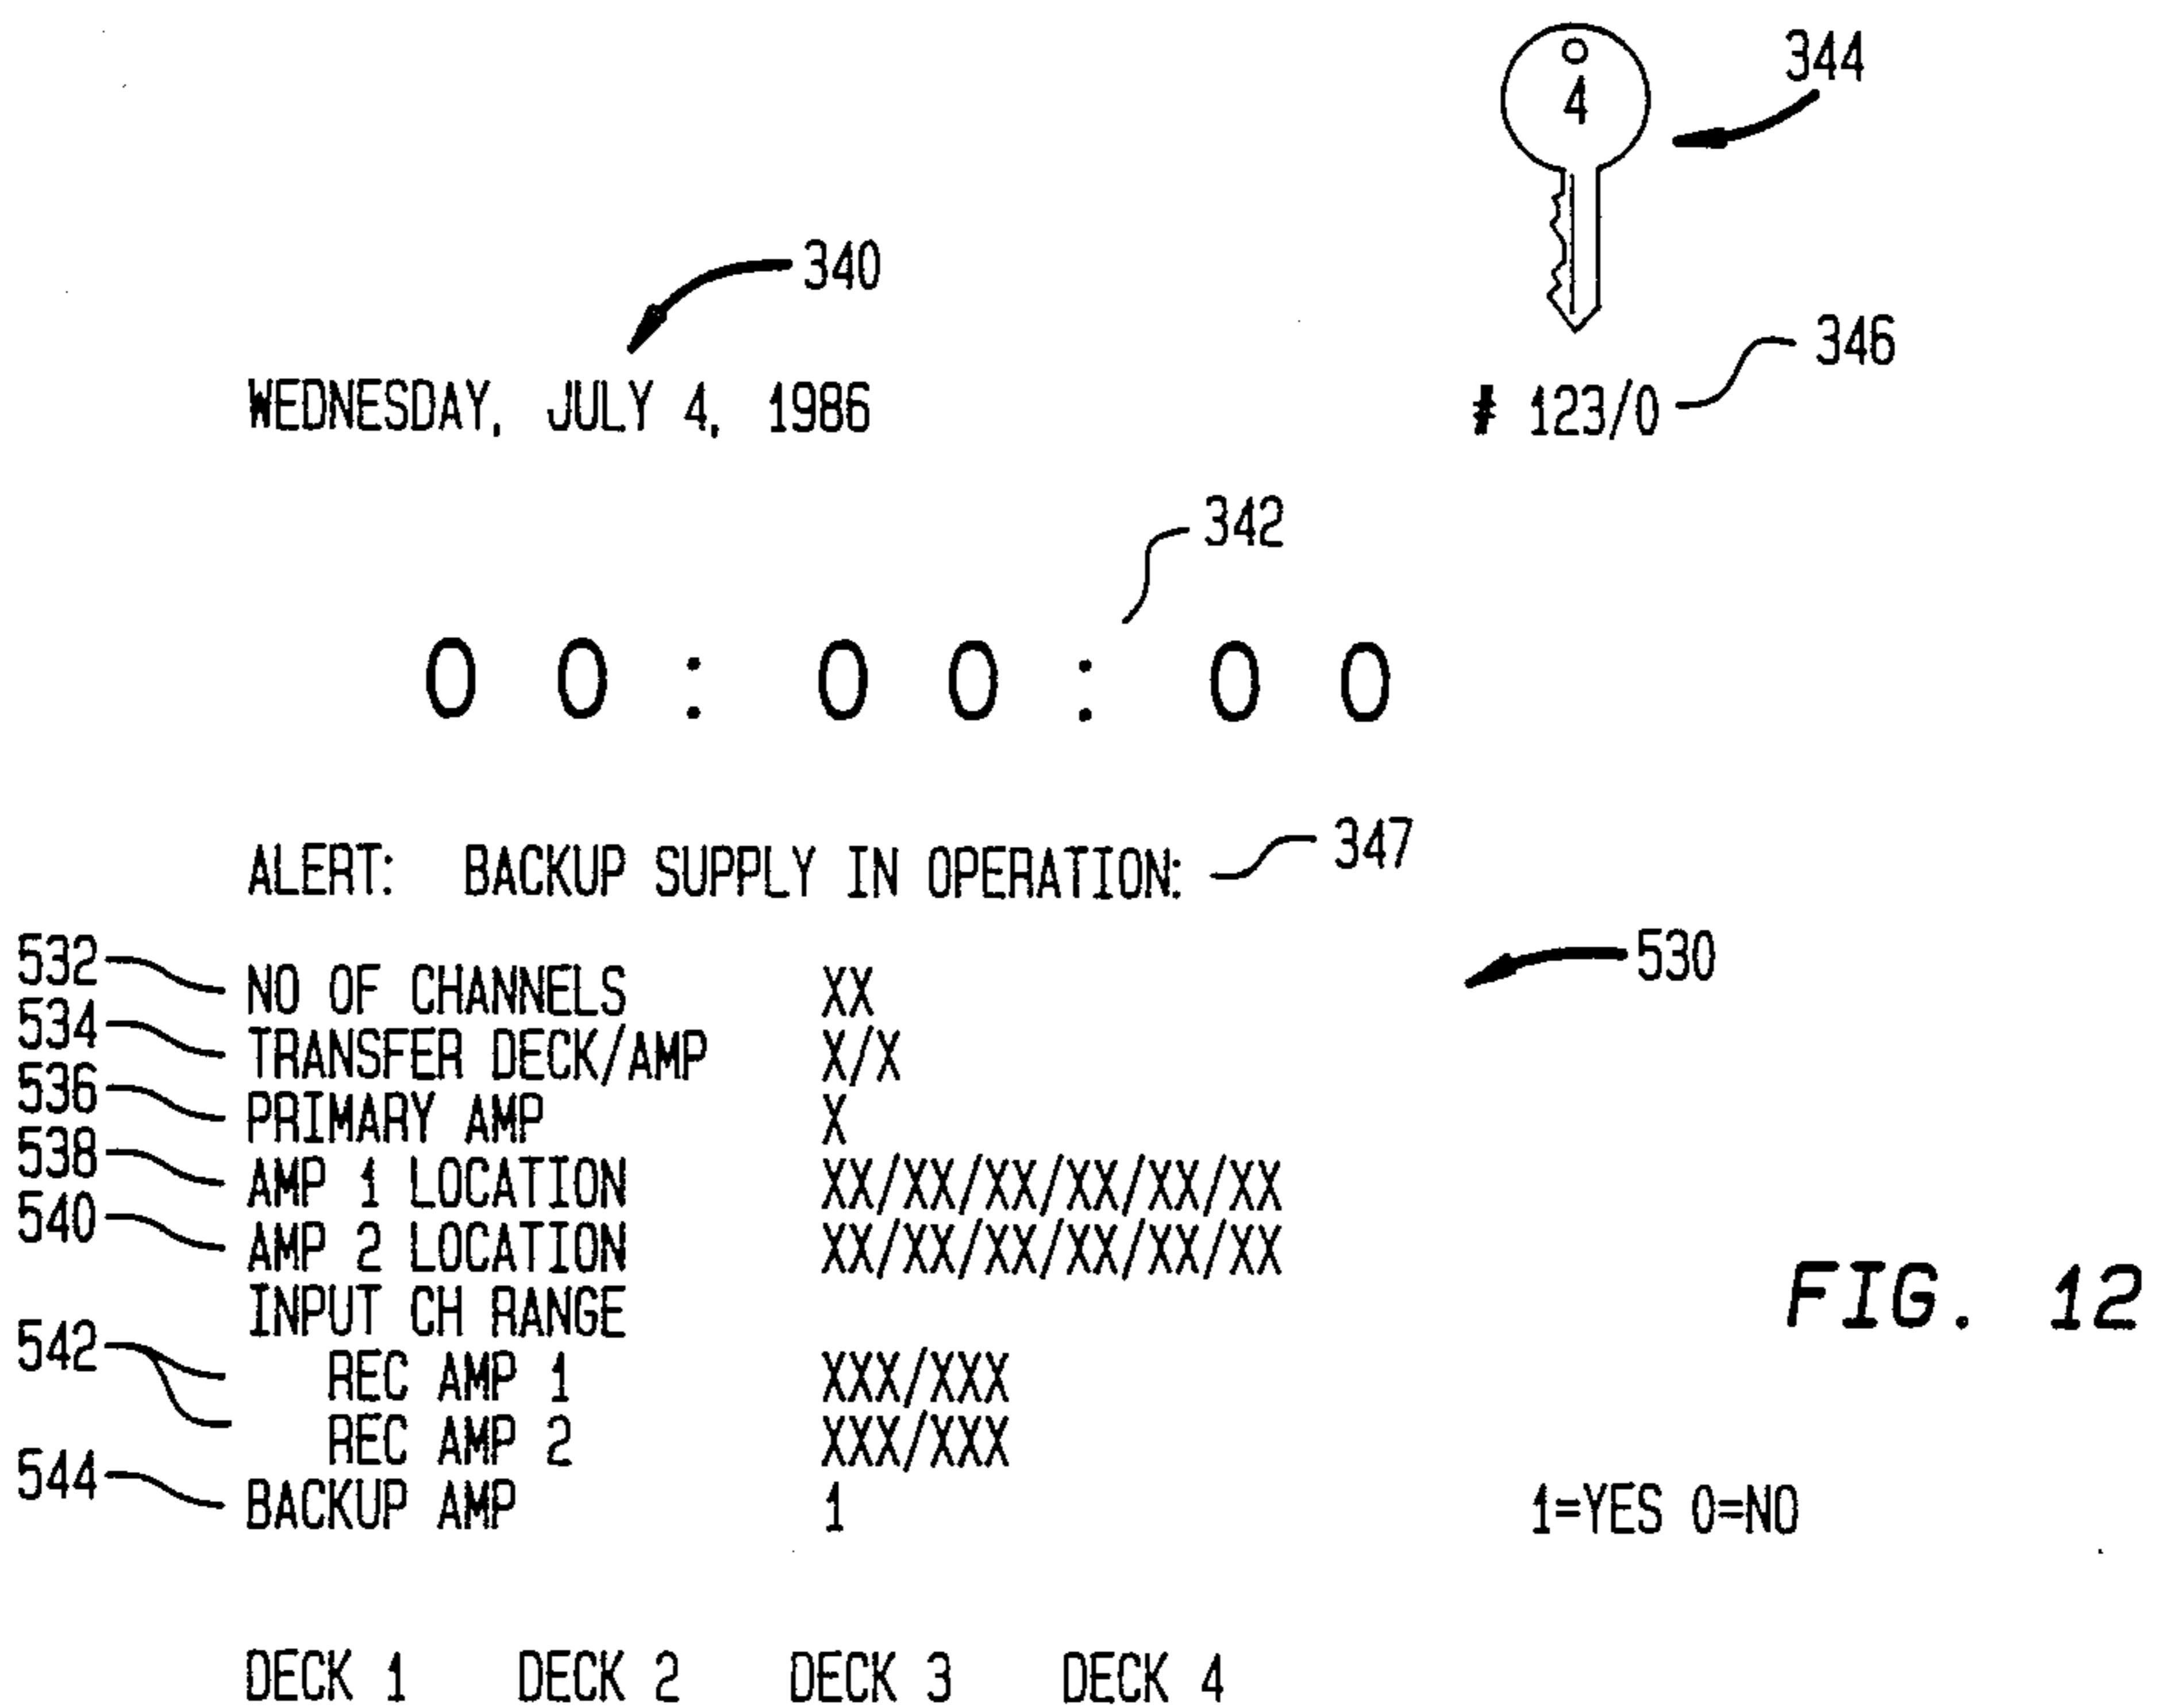 344
4
340
346
WEDNESDAY, JULY 4, 1986
# 123/0
342
00:00:00
347
ALERT: BACKUP SUPPLY IN OPERATION:
530
532 NO OF CHANNELS XX
534 TRANSFER DECK/AMP X/X
536 PRIMARY AMP X
538 AMP 1 LOCATION XX/XX/XX/XX/XX/XX
540 AMP 2 LOCATION XX/XX/XX/XX/XX/XX
INPUT CH RANGE
FIG. 12
542 REC AMP 1 XXX/XXX
REC AMP 2 XXX/XXX
544 BACKUP AMP 1 1=YES 0=NO
DECK 1 DECK 2 DECK 3 DECK 4